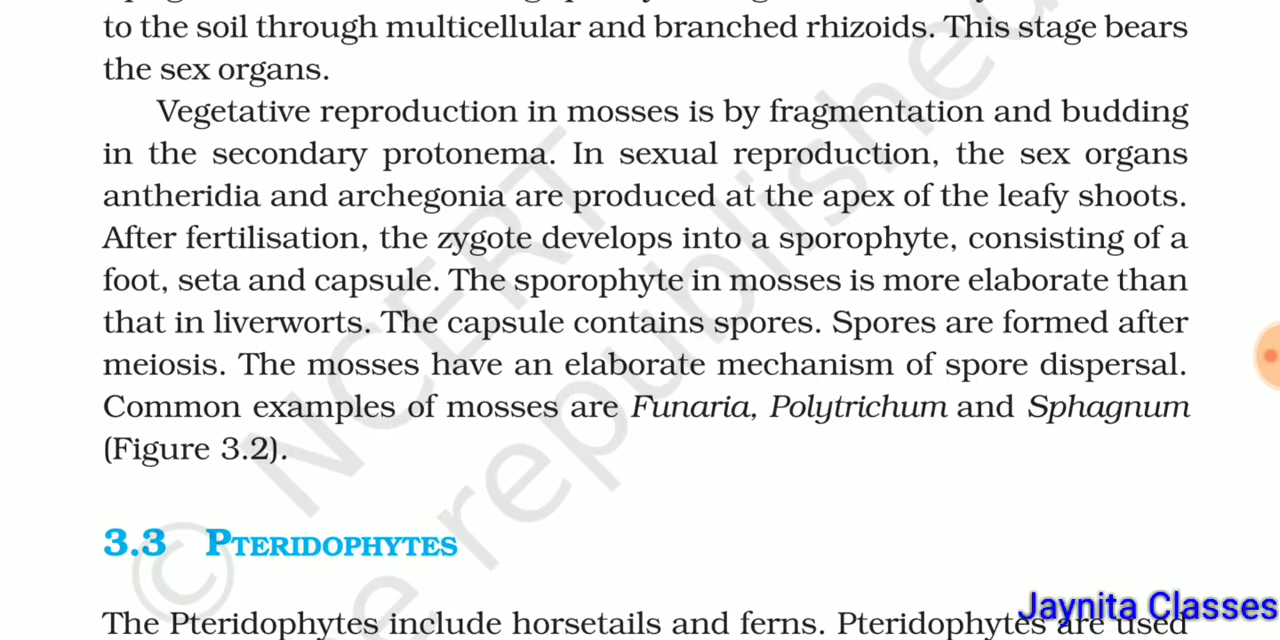 to the soil through multicellular and branched rhizoids. This stage bears
the sex organs.
Vegetative reproduction in mosses is by fragmentation and budding
in the secondary protonema. In sexual reproduction, the sex organs
antheridia and archegonia are produced at the apex of the leafy shoots.
After fertilisation, the zygote develops into a sporophyte, consisting of a
foot, seta and capsule. The sporophyte in mosses is more elaborate than
that in liverworts. The capsule contains spores. Spores are formed after
meiosis. The mosses have an elaborate mechanism of spore dispersal.
Common examples of mosses are Funaria, Polytrichum and Sphagnum
(Figure 3.2).
3.3 PTERIDOPHYTES
The Pteridophytes include horsetails and ferns. Pteridophytes are used
Jaynita Classes
© NCERT
be republished